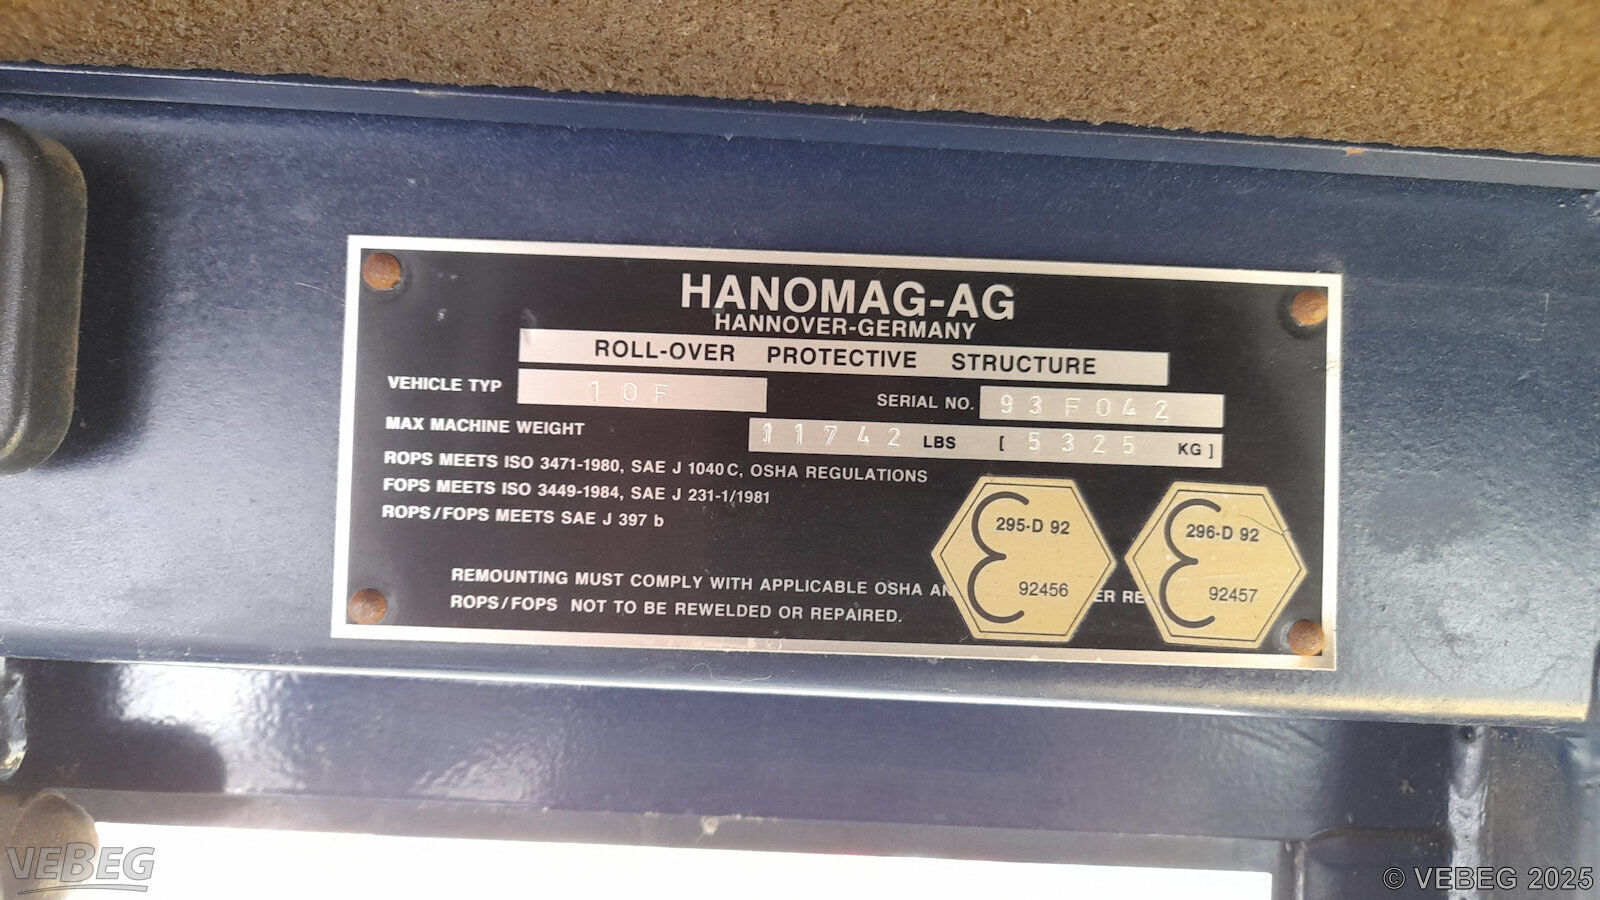 HANOMAG-AG
HANNOVER-GERMANY
ROLL-OVER PROTECTIVE STRUCTURE
VEHICLE TYP 10F
SERIAL NO. 93F042
MAX MACHINE WEIGHT 11742 LBS [ 5325 KG ]
ROPS MEETS ISO 3471-1980, SAE J 1040C, OSHA REGULATIONS
FOPS MEETS ISO 3449-1984, SAE J 231-1/1981
ROPS/FOPS MEETS SAE J 397 b
295-D 92
92456
296-D 92
92457
REMOUNTING MUST COMPLY WITH APPLICABLE OSHA
ROPS/FOPS NOT TO BE REWELDED OR REPAIRED.
VEBEG
© VEBEG 2025